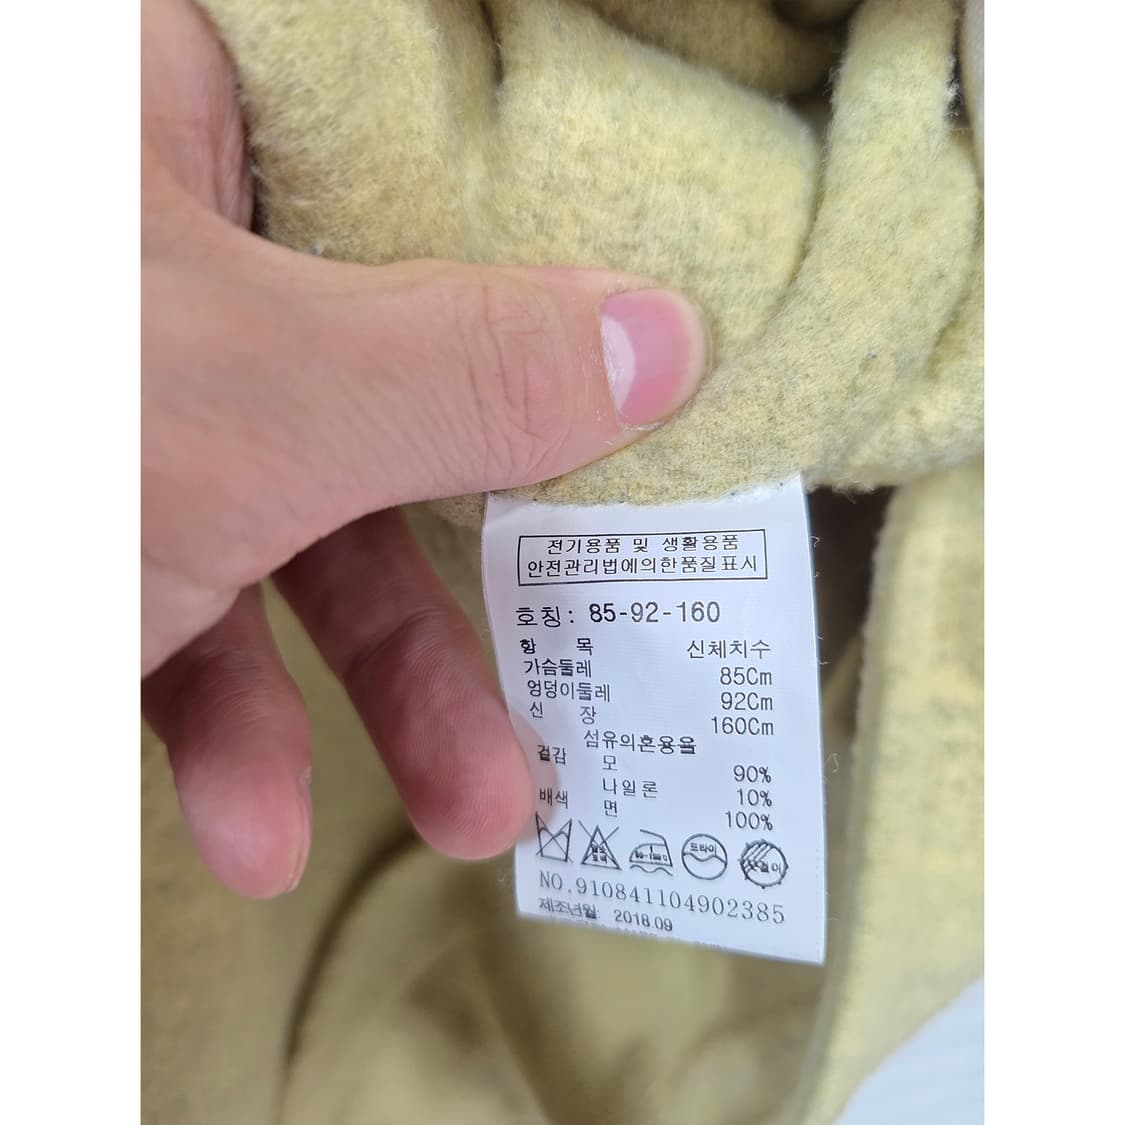 전기용품 및 생활용품
안전관리법에의한품질표시
호칭: 85-92-160
항 목 신체치수
가슴둘레 85Cm
엉덩이둘레 92Cm
신 장 160Cm
섬유의혼용율
겉감 모 90%
나일론 10%
배색 면 100%
드라이
NO.910841104902385
제조년월 2018.09